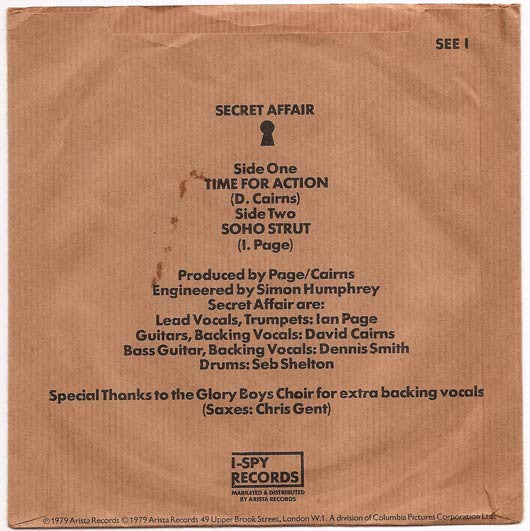 SEE 1
SECRET AFFAIR
Side One
TIME FOR ACTION
(D. Cairns)
Side Two
SOHO STRUT
(I. Page)
Produced by Page/Cairns
Engineered by Simon Humphrey
Secret Affair are:
Lead Vocals, Trumpets: Ian Page
Guitars, Backing Vocals: David Cairns
Bass Guitar, Backing Vocals: Dennis Smith
Drums: Seb Shelton
Special Thanks to the Glory Boys Choir for extra backing vocals
(Saxes: Chris Gent)
I-SPY
RECORDS
MARKETED & DISTRIBUTED
BY ARISTA RECORDS
℗ 1979 Arista Records © 1979 Arista Records 49 Upper Brook Street, London W.1. A division of Columbia Pictures Corporation Ltd.